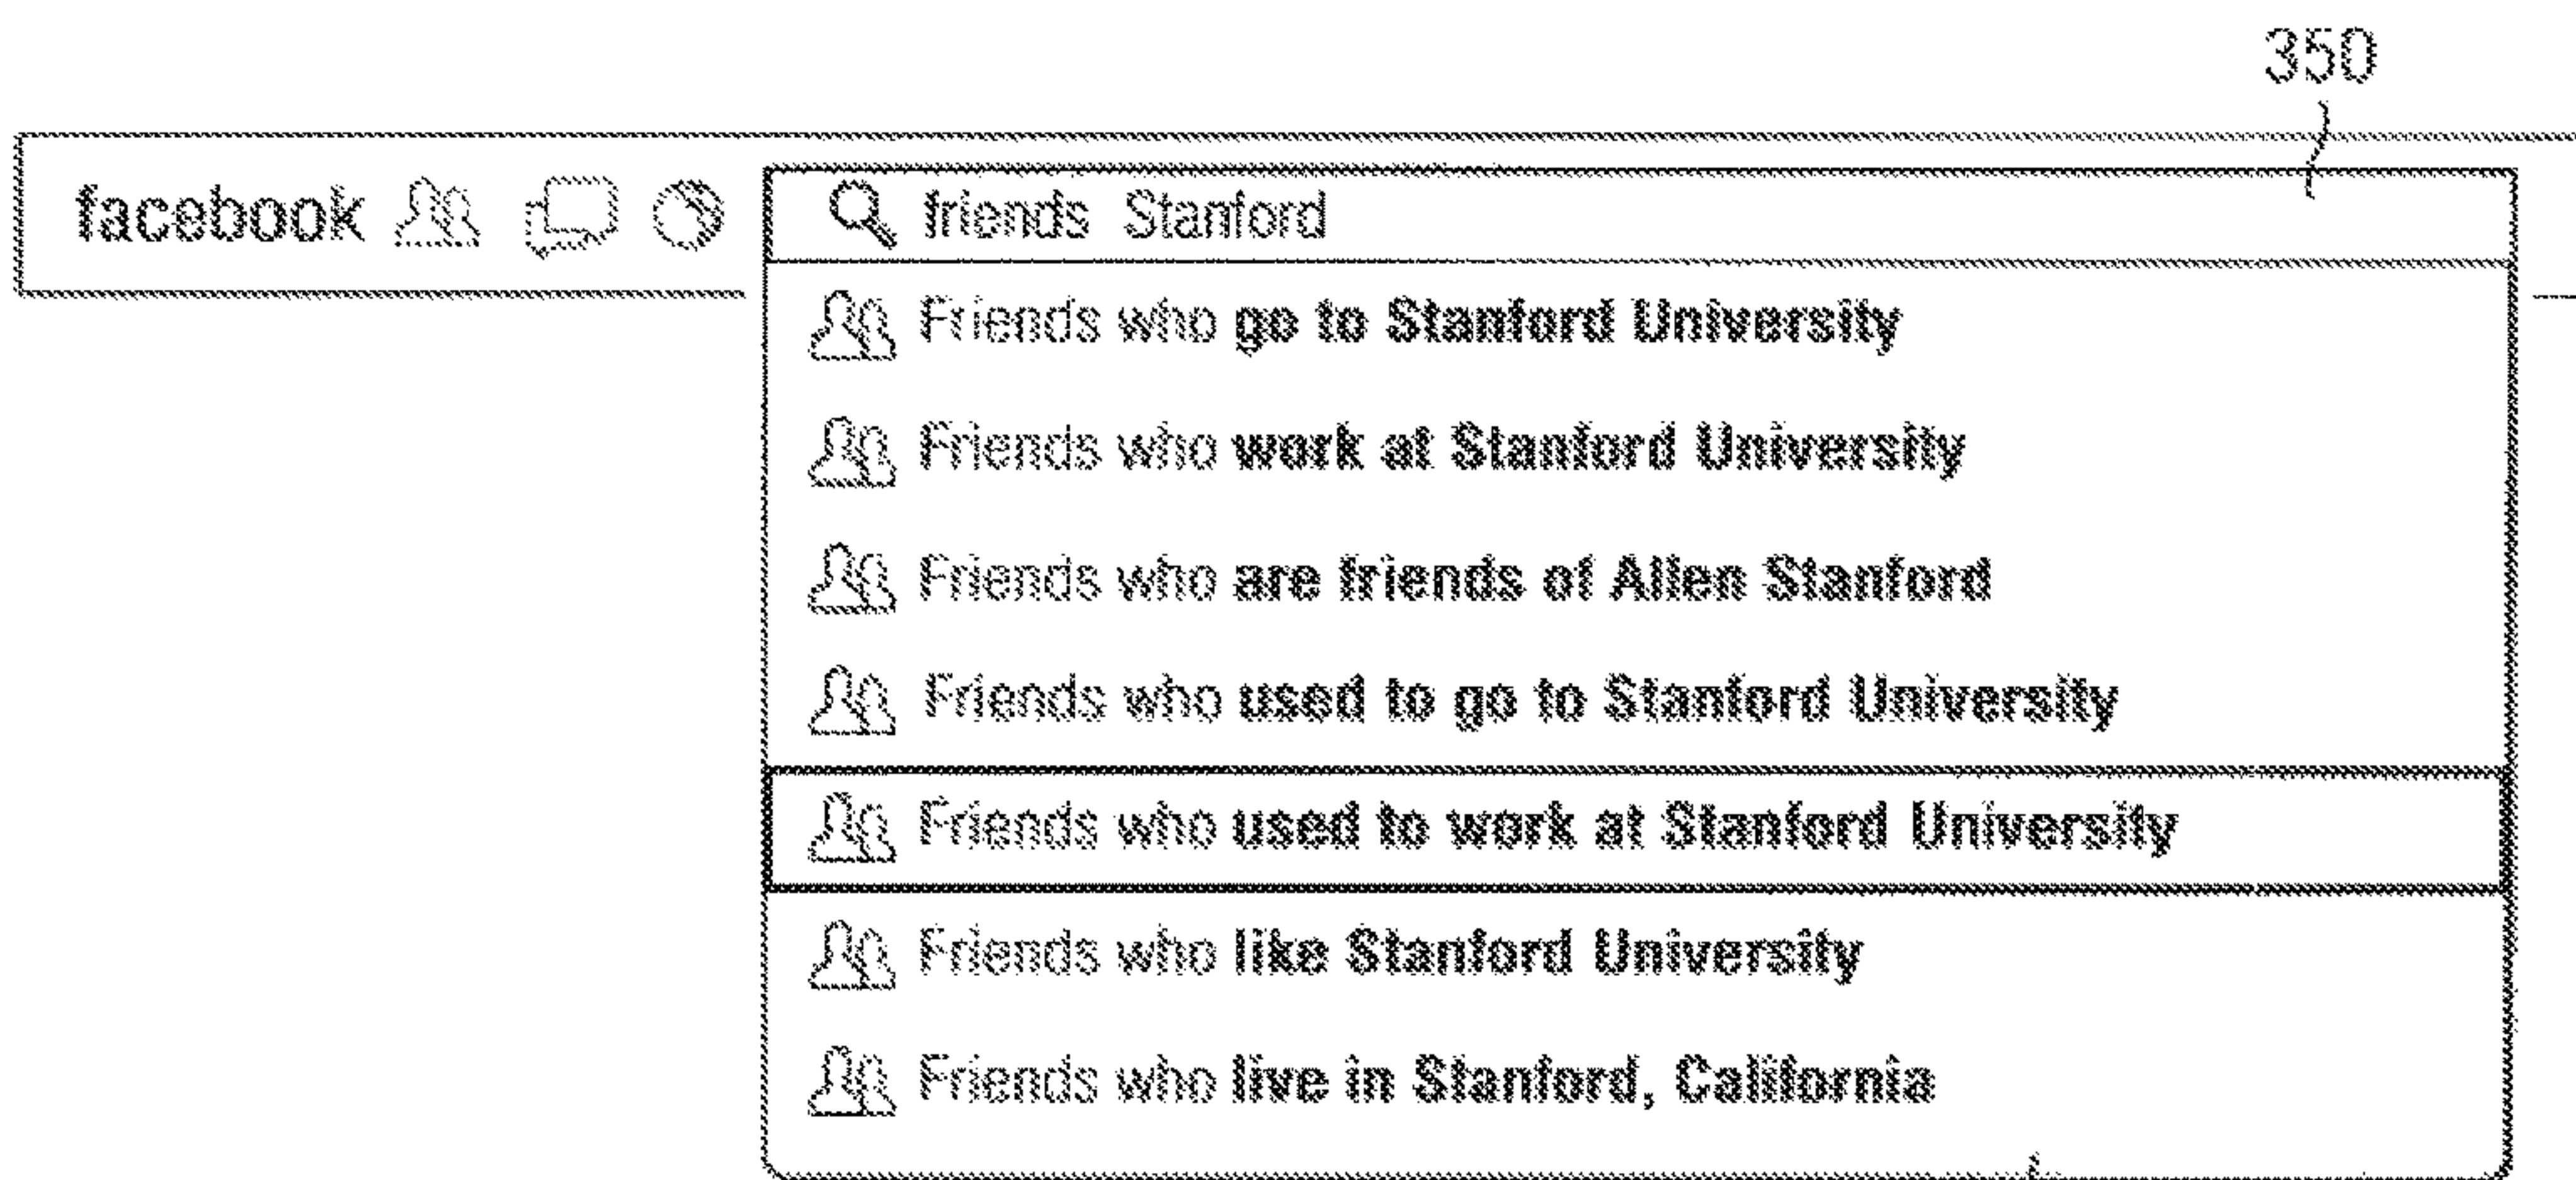 350
facebook friends Stanford
Friends who go to Stanford University
Friends who work at Stanford University
Friends who are friends of Allen Stanford
Friends who used to go to Stanford University
Friends who used to work at Stanford University
Friends who like Stanford University
Friends who live in Stanford, California